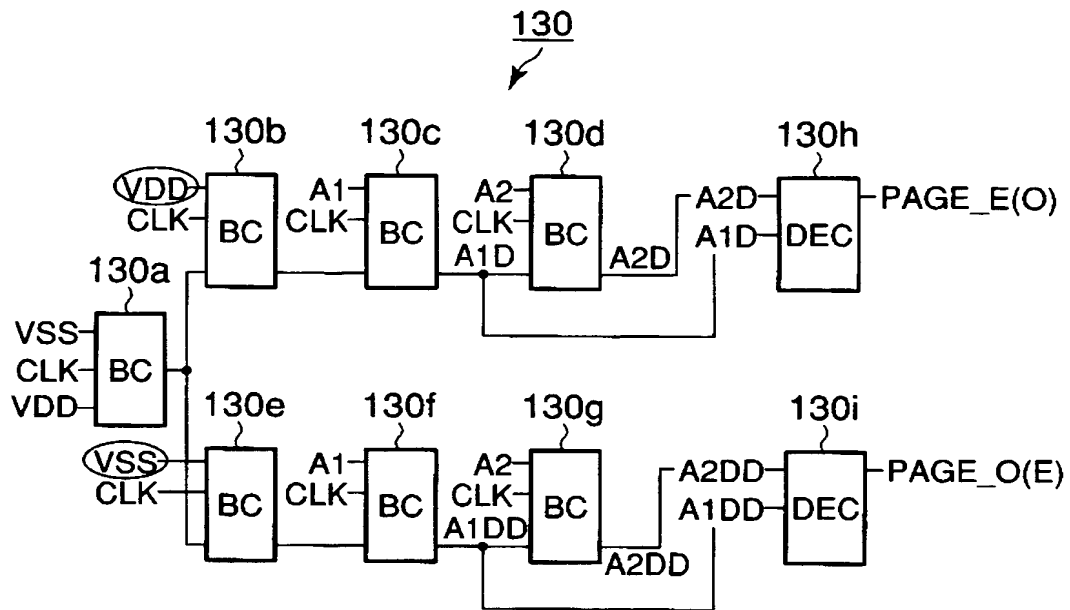 130
130b 130c 130d 130h
VDD A1 A2 A2D PAGE_E(O)
CLK CLK CLK A1D
BC BC BC DEC
A1D A2D
130a
VSS
CLK BC
VDD
130e 130f 130g 130i
VSS A1 A2 A2DD PAGE_O(E)
CLK CLK CLK A1DD
BC BC BC DEC
A1DD A2DD